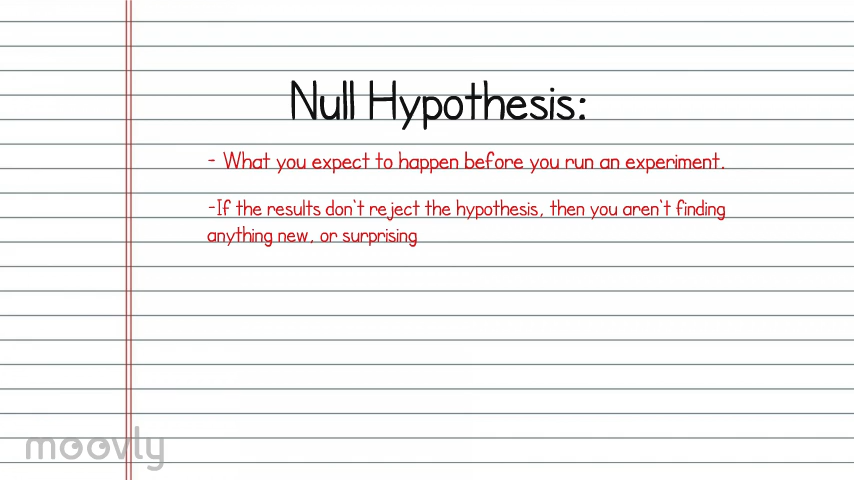 Null Hypothesis:
- What you expect to happen before you run an experiment.
-If the results don't reject the hypothesis, then you aren't finding
anything new, or surprising
moovly